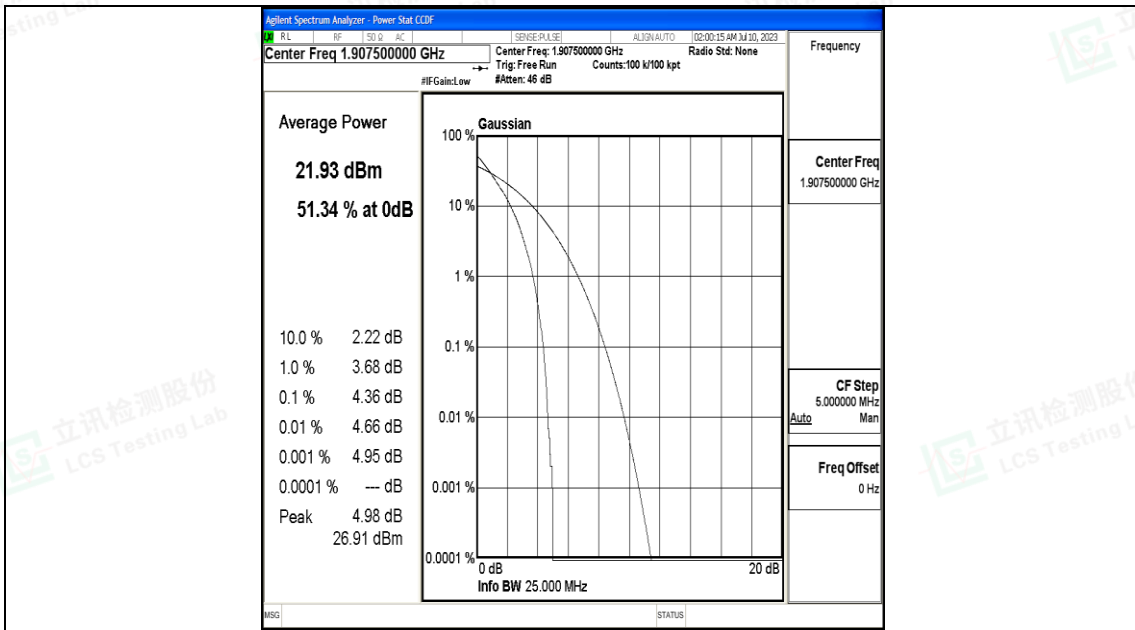 Agilent Spectrum Analyzer - Power Stat CCDF
RL RF 50 Ω AC SENSE:PULSE ALIGN AUTO 02:00:15 AM Jul 10, 2023
Center Freq 1.907500000 GHz
Center Freq: 1.907500000 GHz Radio Std: None
Trig: Free Run Counts:100 k/100 kpt
#IFGain:Low #Atten: 46 dB
Frequency
Average Power
21.93 dBm
51.34 % at 0dB
10.0 % 2.22 dB
1.0 % 3.68 dB
0.1 % 4.36 dB
0.01 % 4.66 dB
0.001 % 4.95 dB
0.0001 % --- dB
Peak 4.98 dB
26.91 dBm
Gaussian
100 %
10 %
1 %
0.1 %
0.01 %
0.001 %
0.0001 %
0 dB 20 dB
Info BW 25.000 MHz
Center Freq
1.907500000 GHz
CF Step
5.000000 MHz
Auto Man
Freq Offset
0 Hz
MSG STATUS
立讯检测股份
LCS Testing Lab
立讯检测股份
LCS Testing L